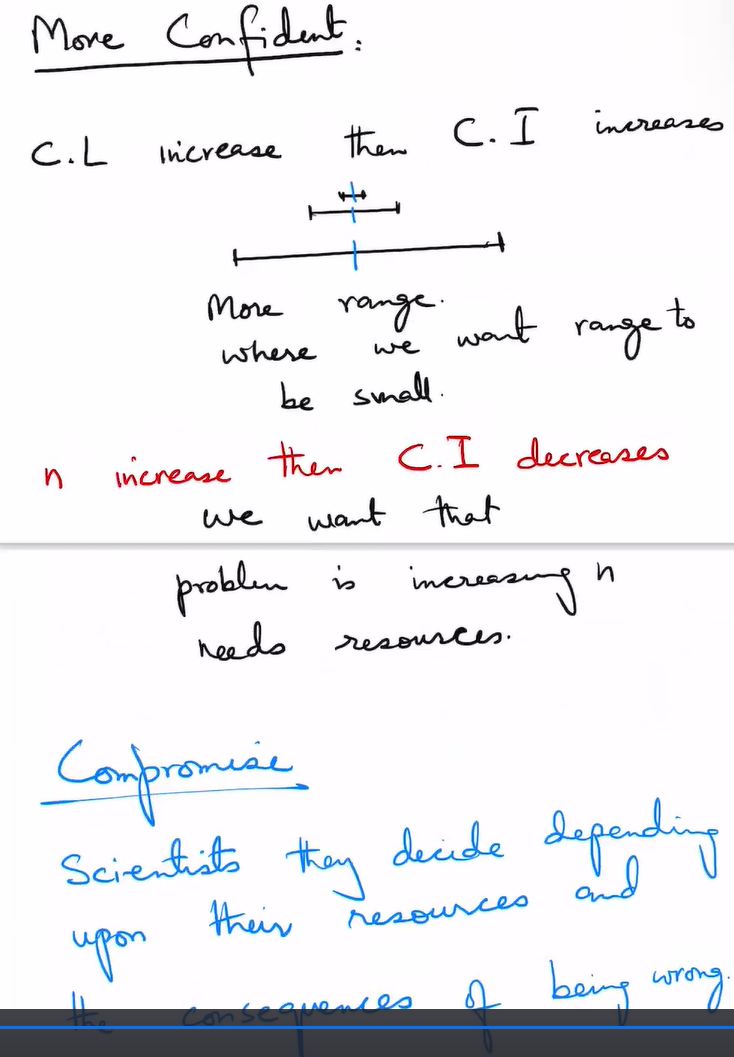 More Confident:
C.L increase then C.I increases
More range.
where we want range to
be small.
n increase then C.I decreases
we want that
problem is increasing n
needs resources.
Compromise
Scientists they decide depending
upon their resources and
the consequences of being wrong.